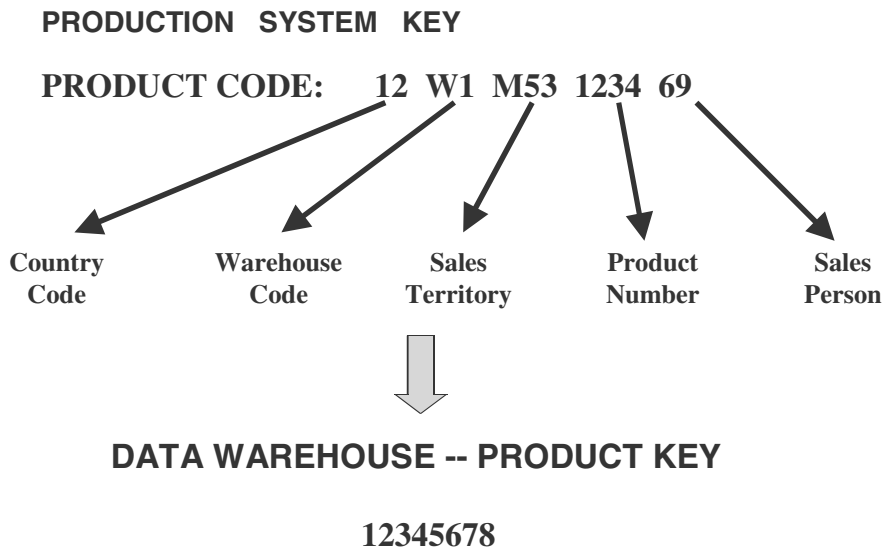 PRODUCTION SYSTEM KEY
PRODUCT CODE: 12 W1 M53 1234 69
Country Code
Warehouse Code
Sales Territory
Product Number
Sales Person
DATA WAREHOUSE -- PRODUCT KEY
12345678